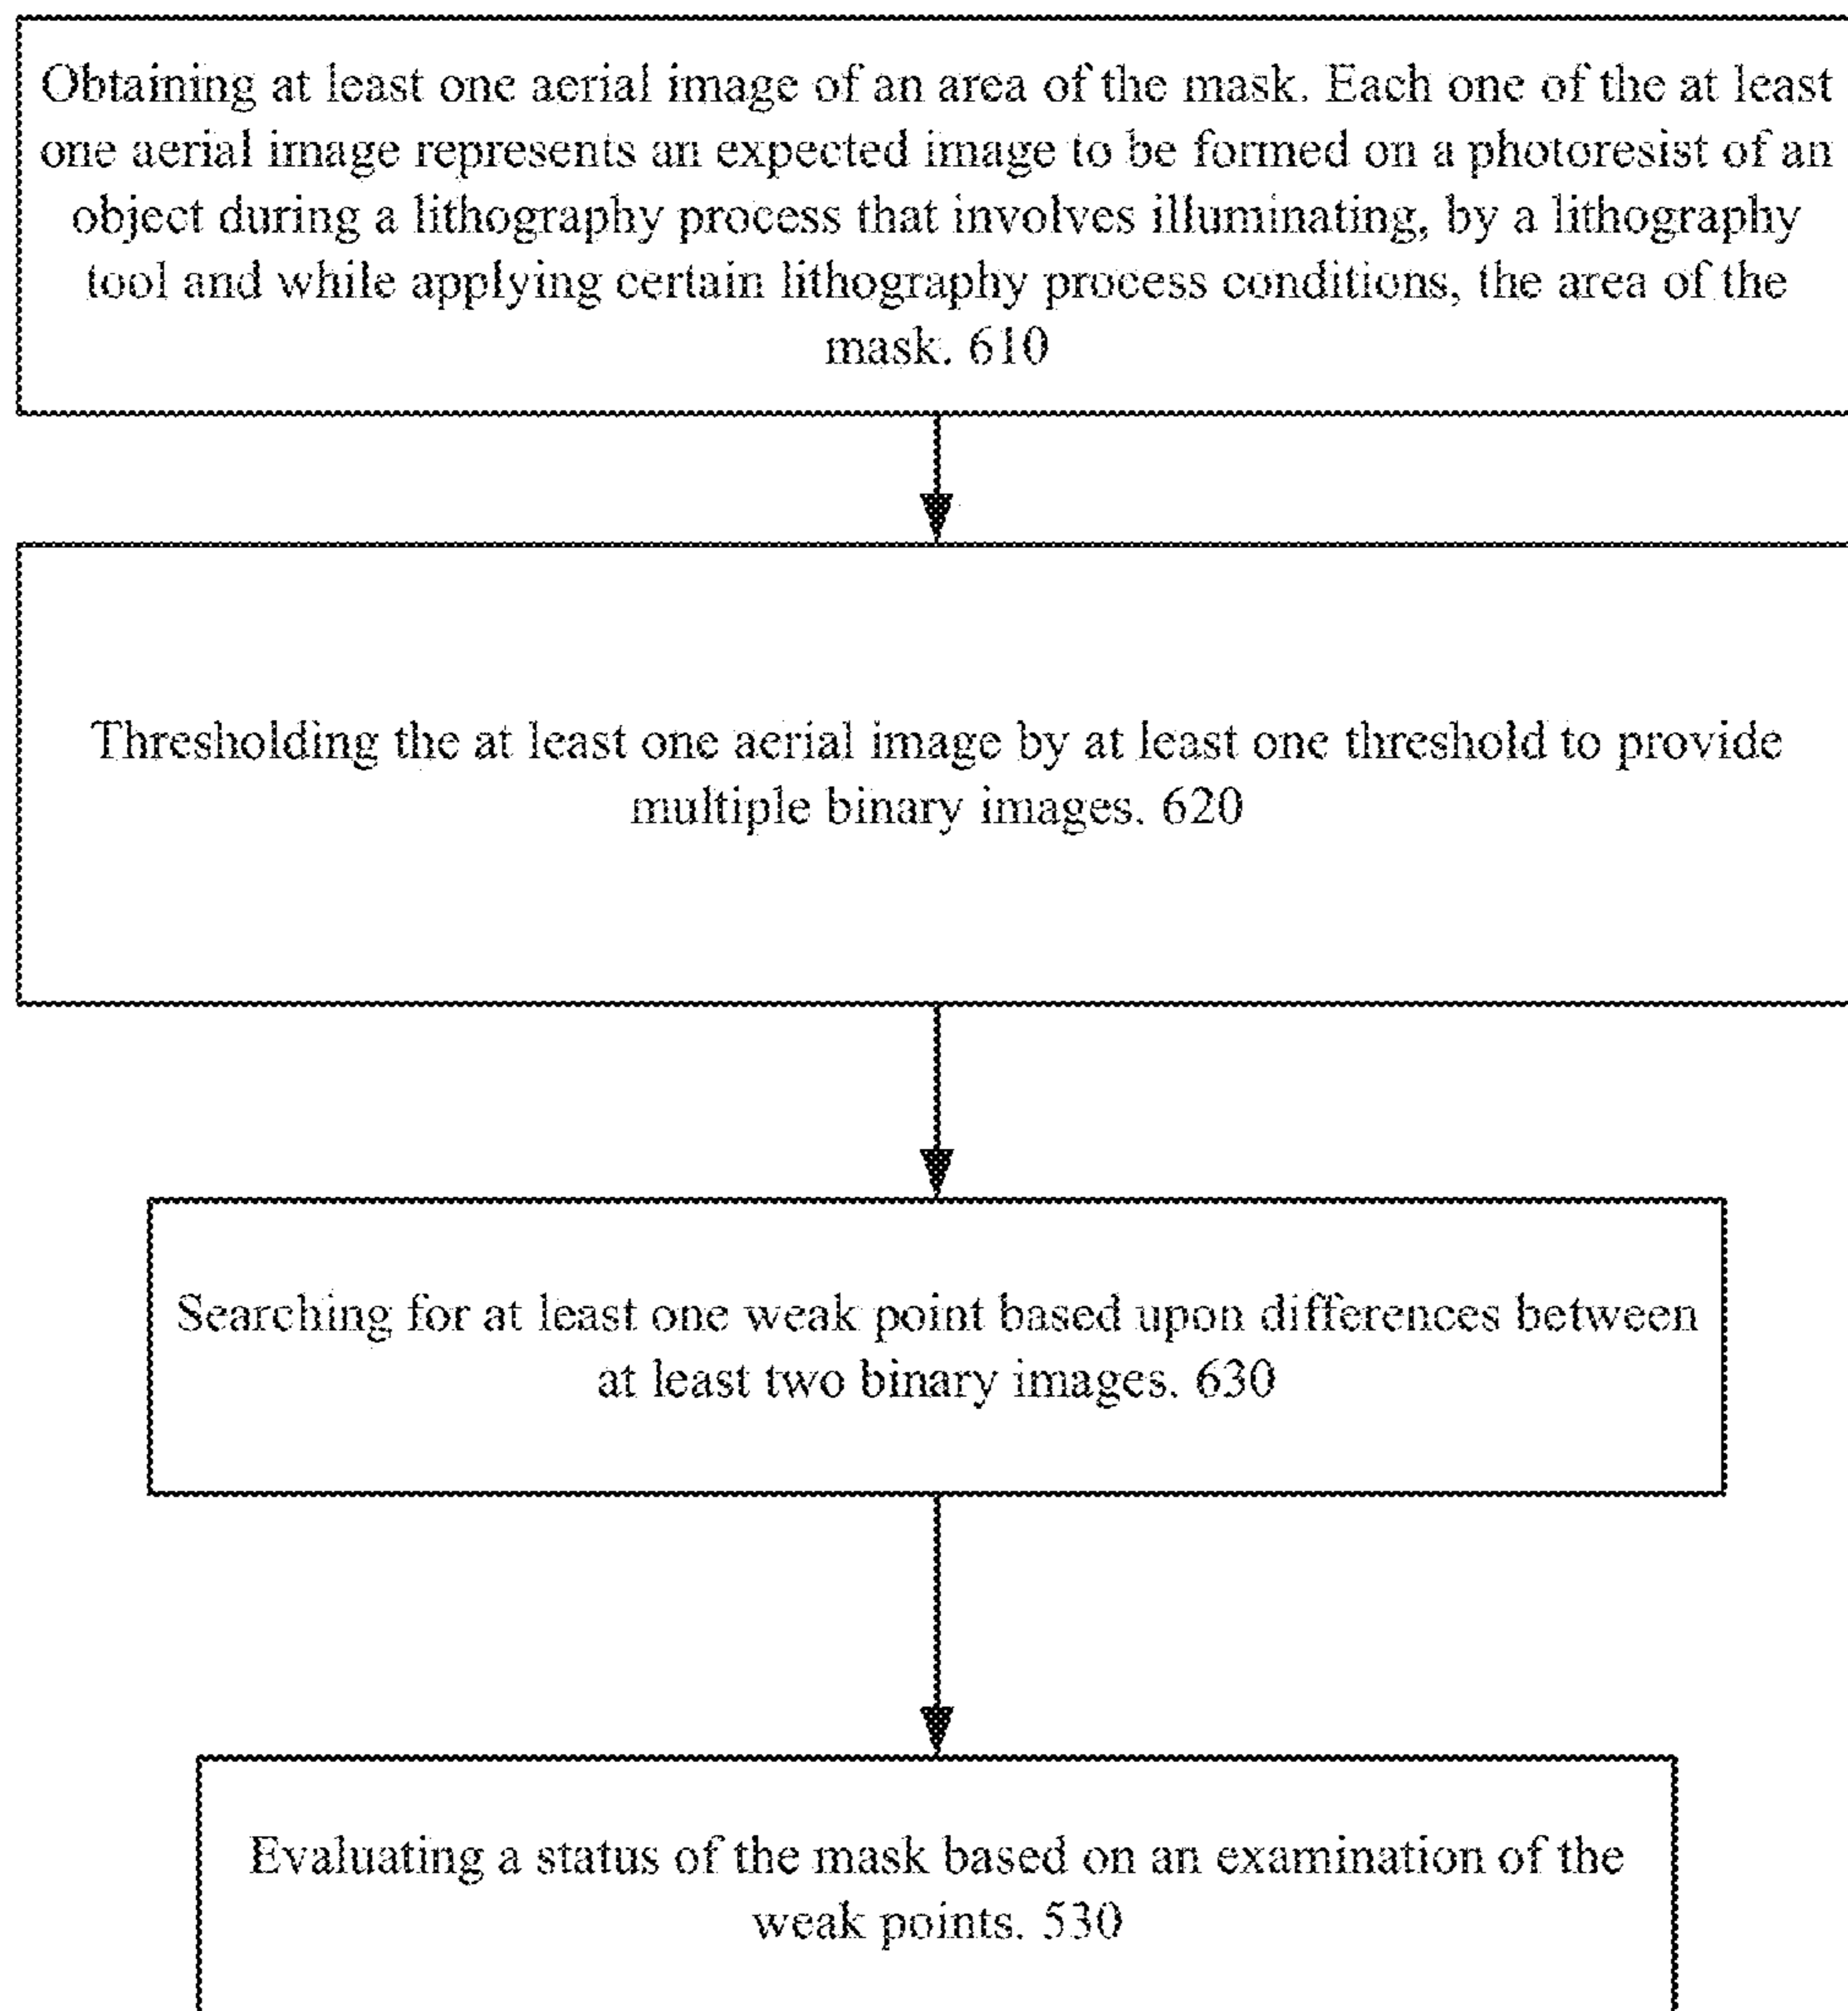 Obtaining at least one aerial image of an area of the mask. Each one of the at least
one aerial image represents an expected image to be formed on a photoresist of an
object during a lithography process that involves illuminating, by a lithography
tool and while applying certain lithography process conditions, the area of the
mask. 610
Thresholding the at least one aerial image by at least one threshold to provide
multiple binary images. 620
Searching for at least one weak point based upon differences between
at least two binary images. 630
Evaluating a status of the mask based on an examination of the
weak points. 530